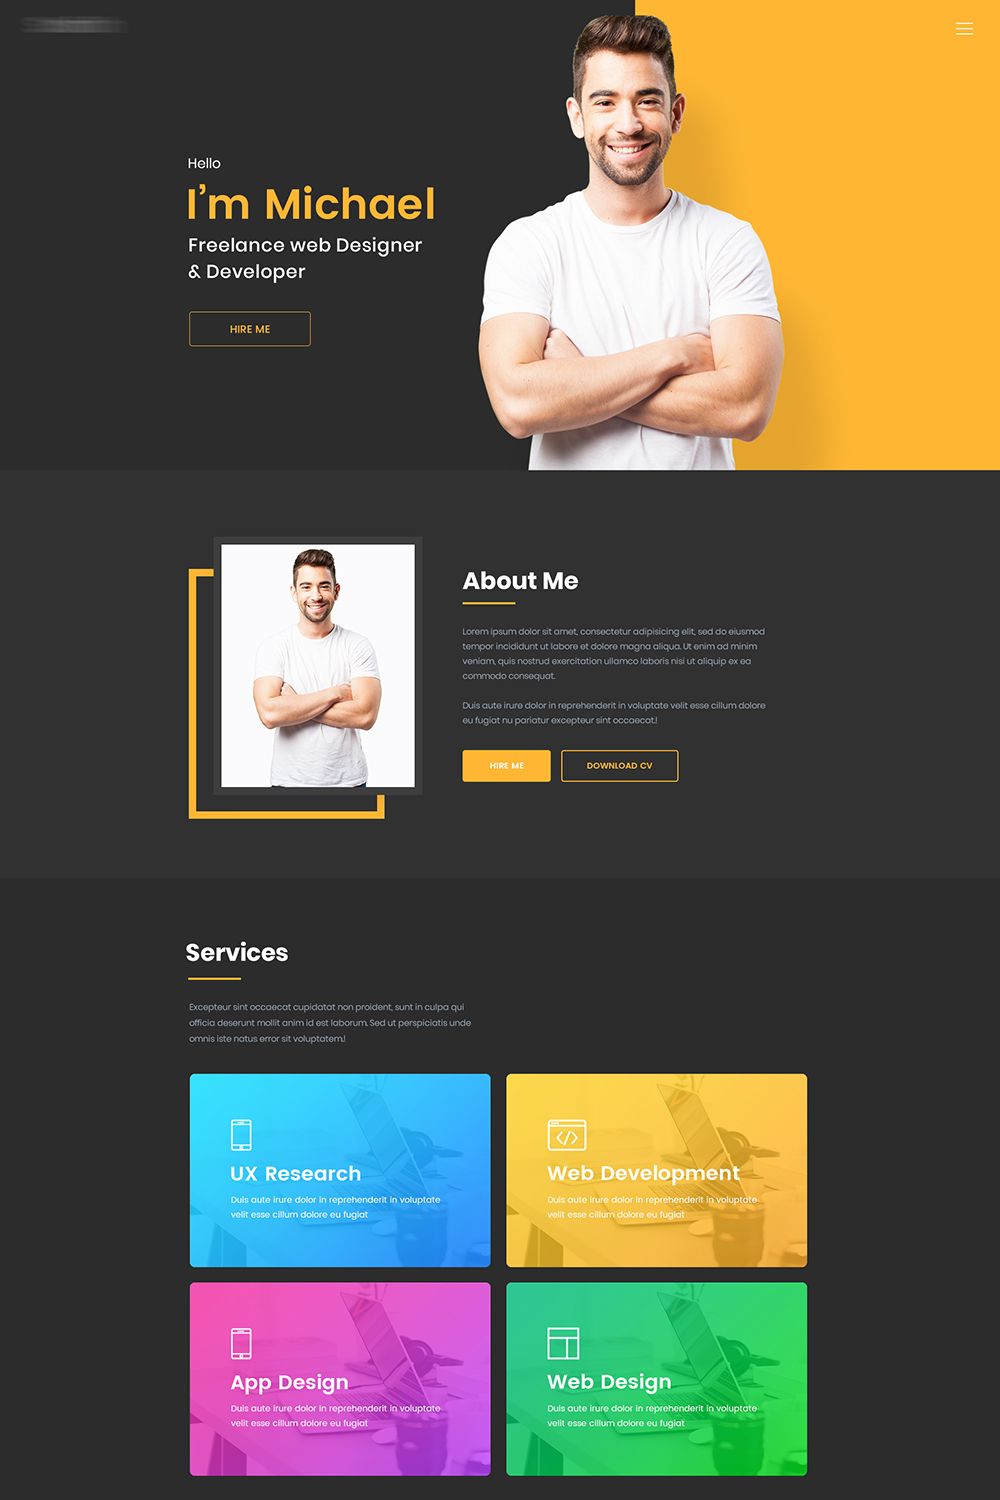 Hello
I'm Michael
Freelance web Designer
& Developer
HIRE ME
About Me
Lorem ipsum dolor sit amet, consectetur adipisicing elit, sed do eiusmod
tempor incididunt ut labore et dolore magna aliqua. Ut enim ad minim
veniam, quis nostrud exercitation ullamco laboris nisi ut aliquip ex ea
commodo consequat.
Duis aute irure dolor in reprehenderit in voluptate velit esse cillum dolore
eu fugiat nu pariatur excepteur sint occaecat.!
HIRE ME
DOWNLOAD CV
Services
Excepteur sint occaecat cupidatat non proident, sunt in culpa qui
officia deserunt mollit anim id est laborum. Sed ut perspiciatis unde
omnis iste natus error sit voluptatem.!
UX Research
Duis aute irure dolor in reprehenderit in voluptate
velit esse cillum dolore eu fugiat
Web Development
Duis aute irure dolor in reprehenderit in voluptate
velit esse cillum dolore eu fugiat
App Design
Duis aute irure dolor in reprehenderit in voluptate
velit esse cillum dolore eu fugiat
Web Design
Duis aute irure dolor in reprehenderit in voluptate
velit esse cillum dolore eu fugiat